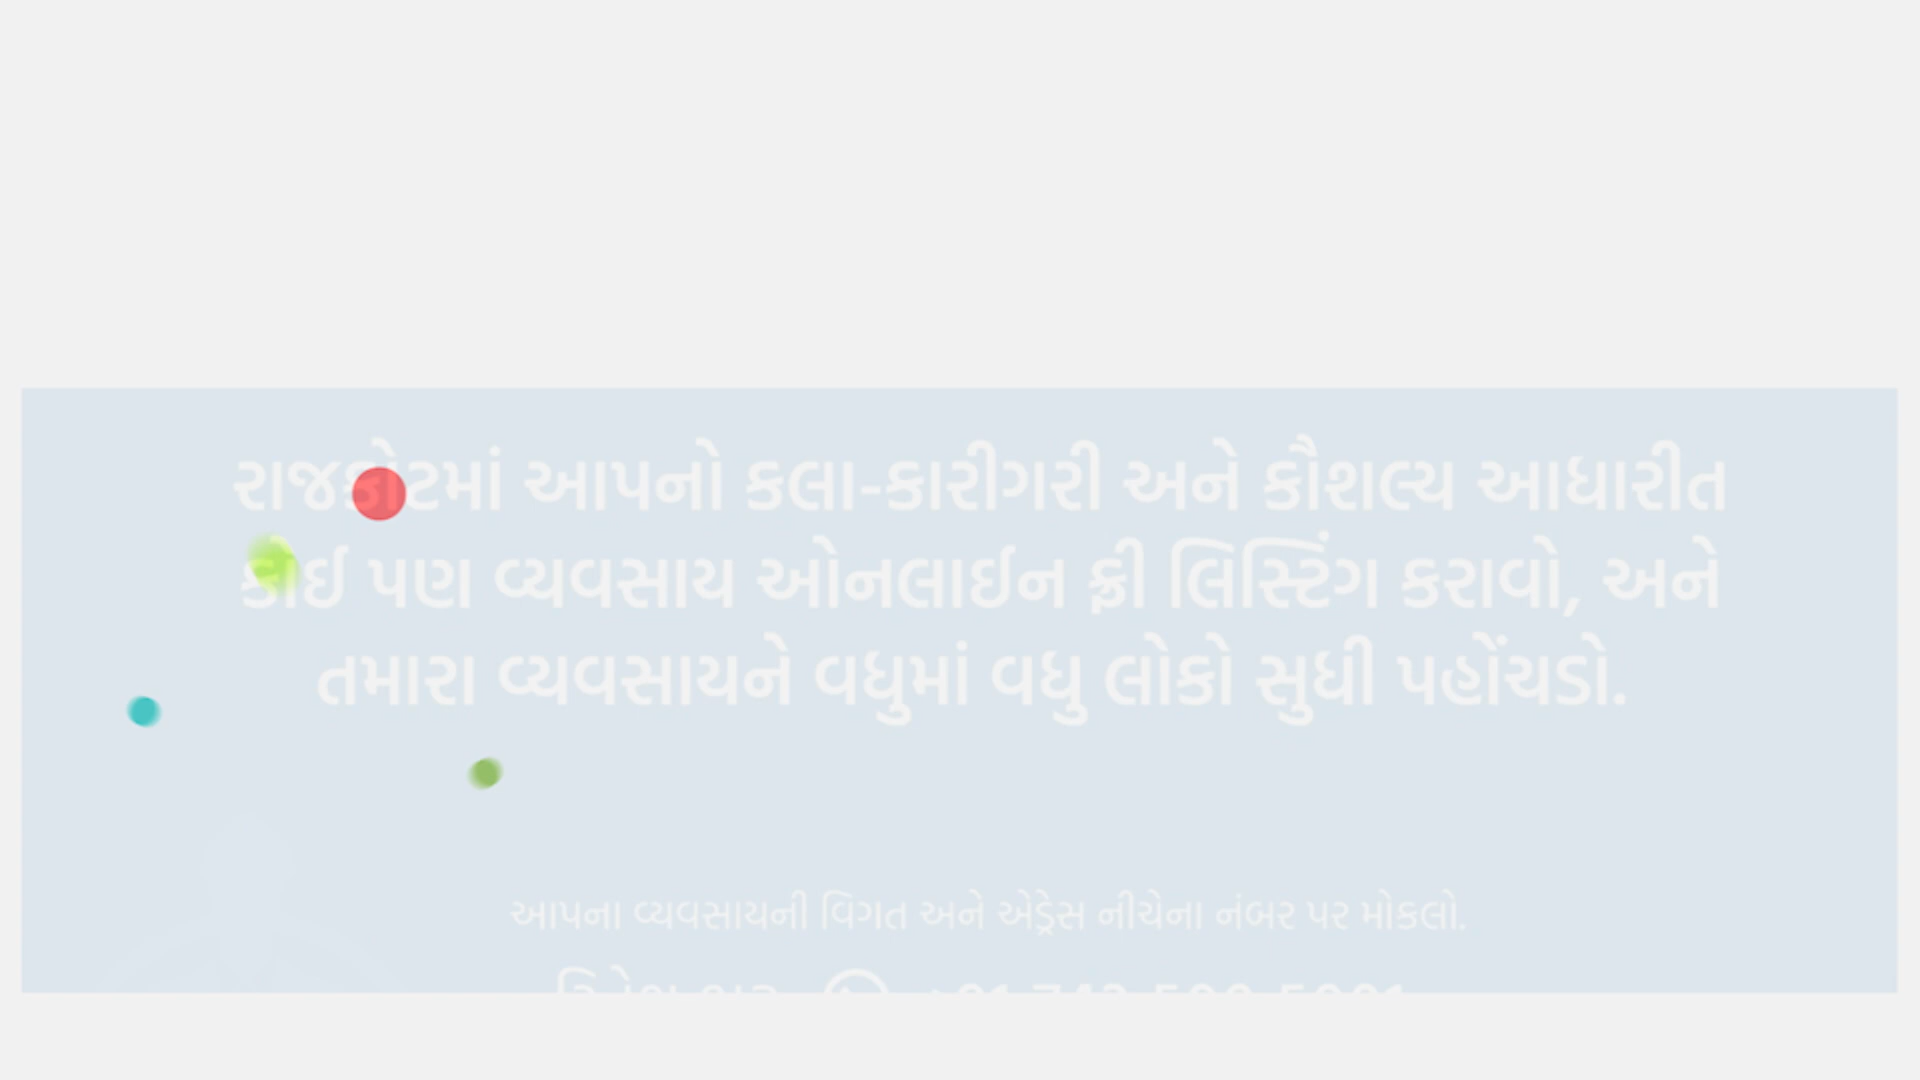 રાજકોટમાં આપનો કલા-કારીગરી અને કૌશલ્ય આધારીત
કોઈ પણ વ્યવસાય ઓનલાઈન ફ્રી લિસ્ટિંગ કરાવો, અને
તમારા વ્યવસાયને વધુમાં વધુ લોકો સુધી પહોંચડો.
આપના વ્યવસાયની વિગત અને એડ્રેસ નીચેના નંબર પર મોકલો.